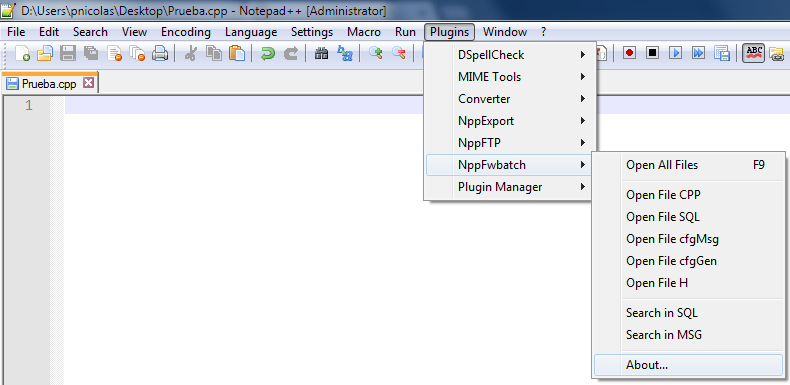 D:\Users\pnicolas\Desktop\Prueba.cpp - Notepad++ [Administrator]
File Edit Search View Encoding Language Settings Macro Run Plugins Window ?
ABC
Prueba.cpp
1
DSpellCheck
MIME Tools
Converter
NppExport
NppFTP
NppFwbatch
Plugin Manager
Open All Files F9
Open File CPP
Open File SQL
Open File cfgMsg
Open File cfgGen
Open File H
Search in SQL
Search in MSG
About...